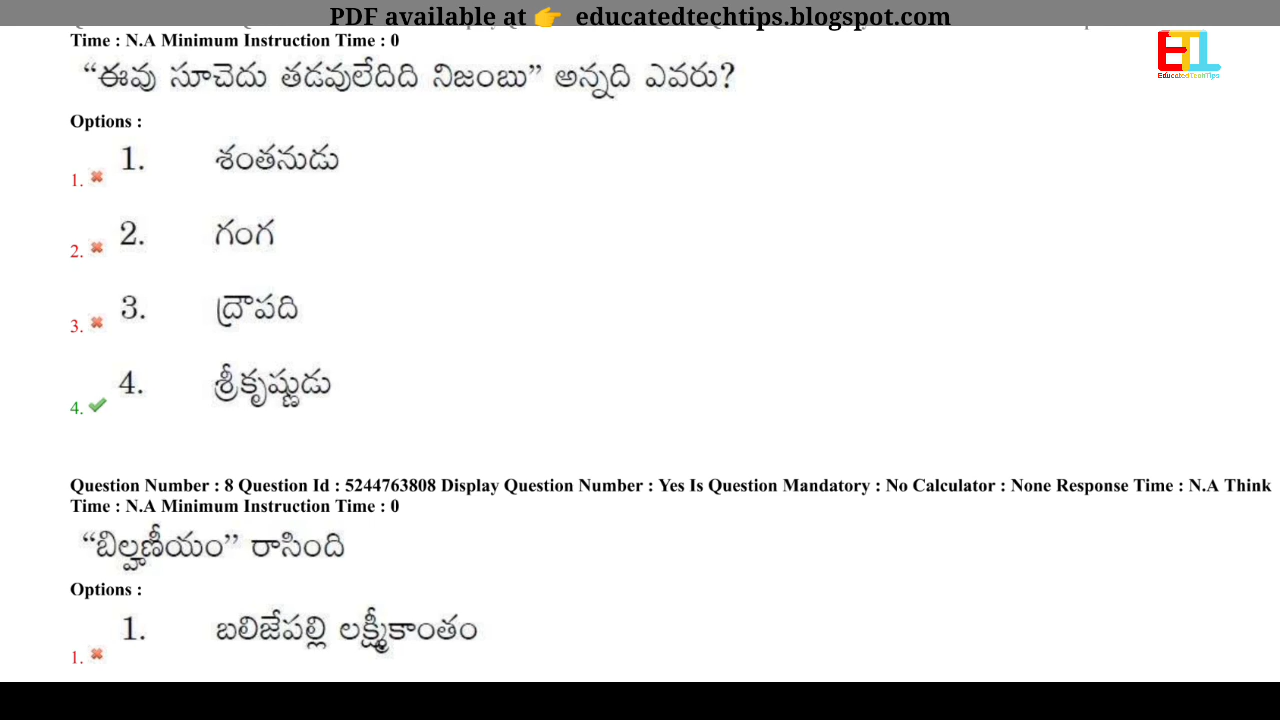 PDF available at 👉 educatedtechtips.blogspot.com
Time : N.A Minimum Instruction Time : 0
ETL
EducatedTechTips
“ఈవు సూచెదు తడవులేదిది నిజంబు” అన్నది ఎవరు?
Options :
1. శంతనుడు
1. ✖
2. గంగ
2. ✖
3. ద్రౌపది
3. ✖
4. శ్రీకృష్ణుడు
4. ✔
Question Number : 8 Question Id : 5244763808 Display Question Number : Yes Is Question Mandatory : No Calculator : None Response Time : N.A Think
Time : N.A Minimum Instruction Time : 0
“బిల్హణీయం” రాసింది
Options :
1. బలిజేపల్లి లక్ష్మీకాంతం
1. ✖